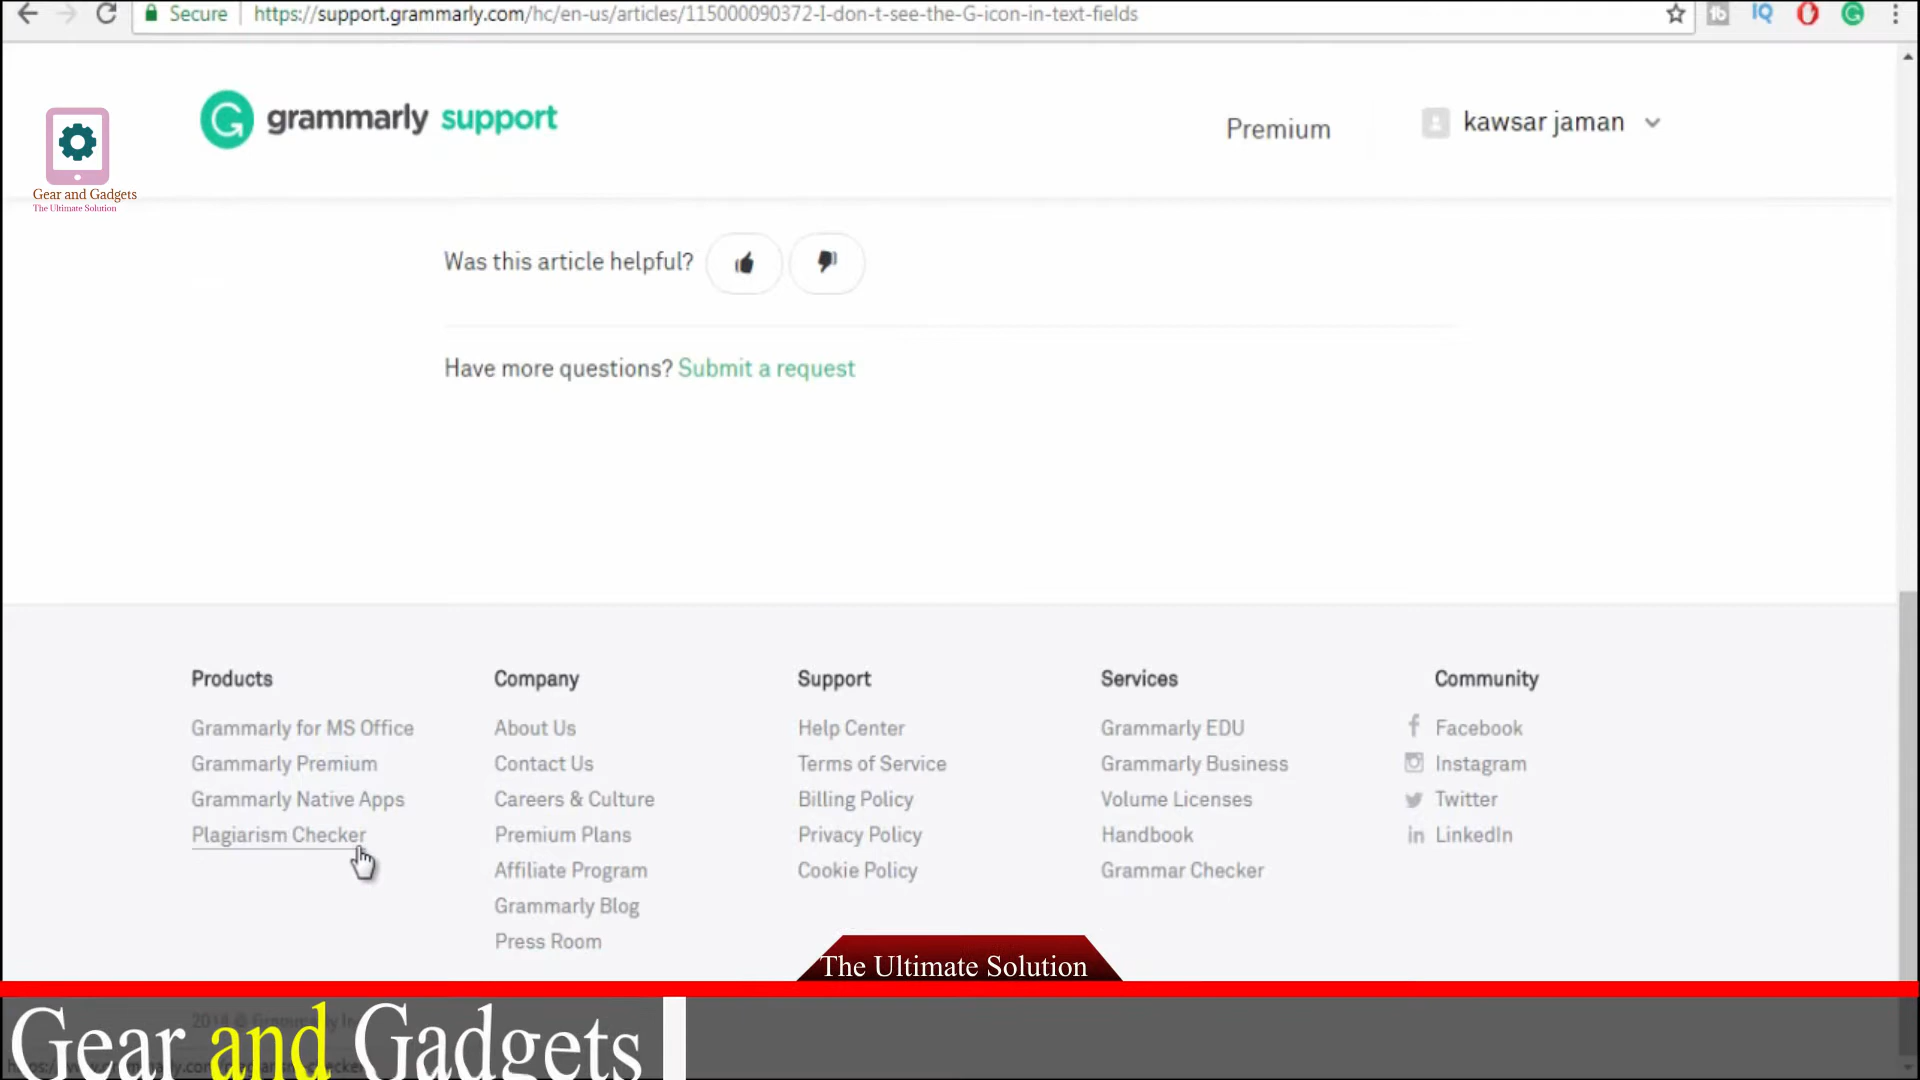 Secure
https://support.grammarly.com/hc/en-us/articles/115000090372-I-don-t-see-the-G-icon-in-text-fields
grammarly support
Premium
kawsar jaman
Gear and Gadgets
The Ultimate Solution
Was this article helpful?
Have more questions? Submit a request
Products
Grammarly for MS Office
Grammarly Premium
Grammarly Native Apps
Plagiarism Checker
Company
About Us
Contact Us
Careers & Culture
Premium Plans
Affiliate Program
Grammarly Blog
Press Room
Support
Help Center
Terms of Service
Billing Policy
Privacy Policy
Cookie Policy
Services
Grammarly EDU
Grammarly Business
Volume Licenses
Handbook
Grammar Checker
Community
Facebook
Instagram
Twitter
LinkedIn
The Ultimate Solution
Gear and Gadgets